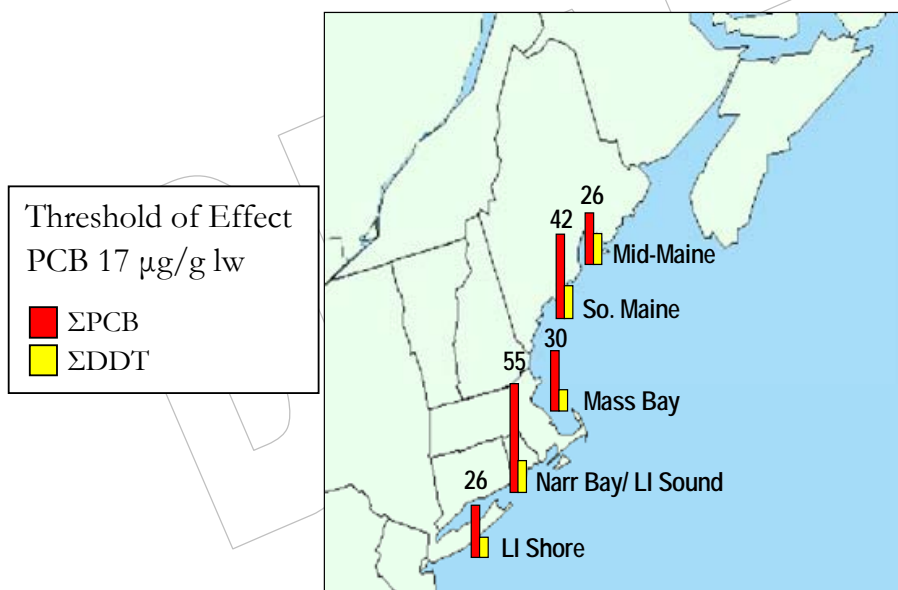 Threshold of Effect
PCB 17 μg/g lw
ΣPCB
ΣDDT
26
42
Mid-Maine
So. Maine
30
55
Mass Bay
26
Narr Bay/ LI Sound
LI Shore